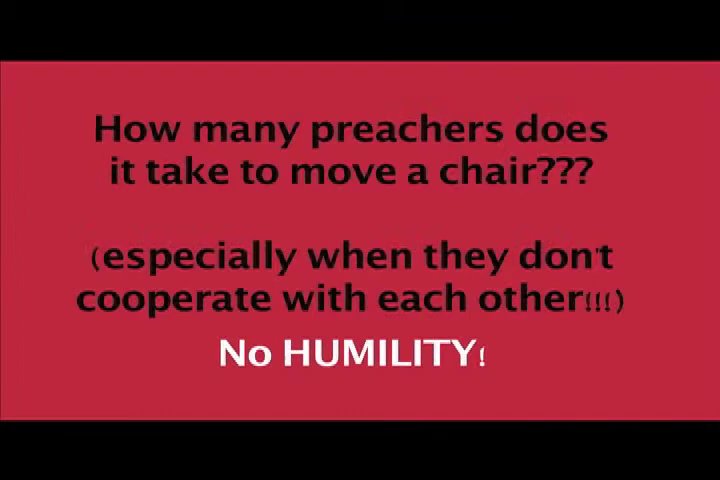 How many preachers does
it take to move a chair???
(especially when they don't
cooperate with each other!!!)
No HUMILITY!